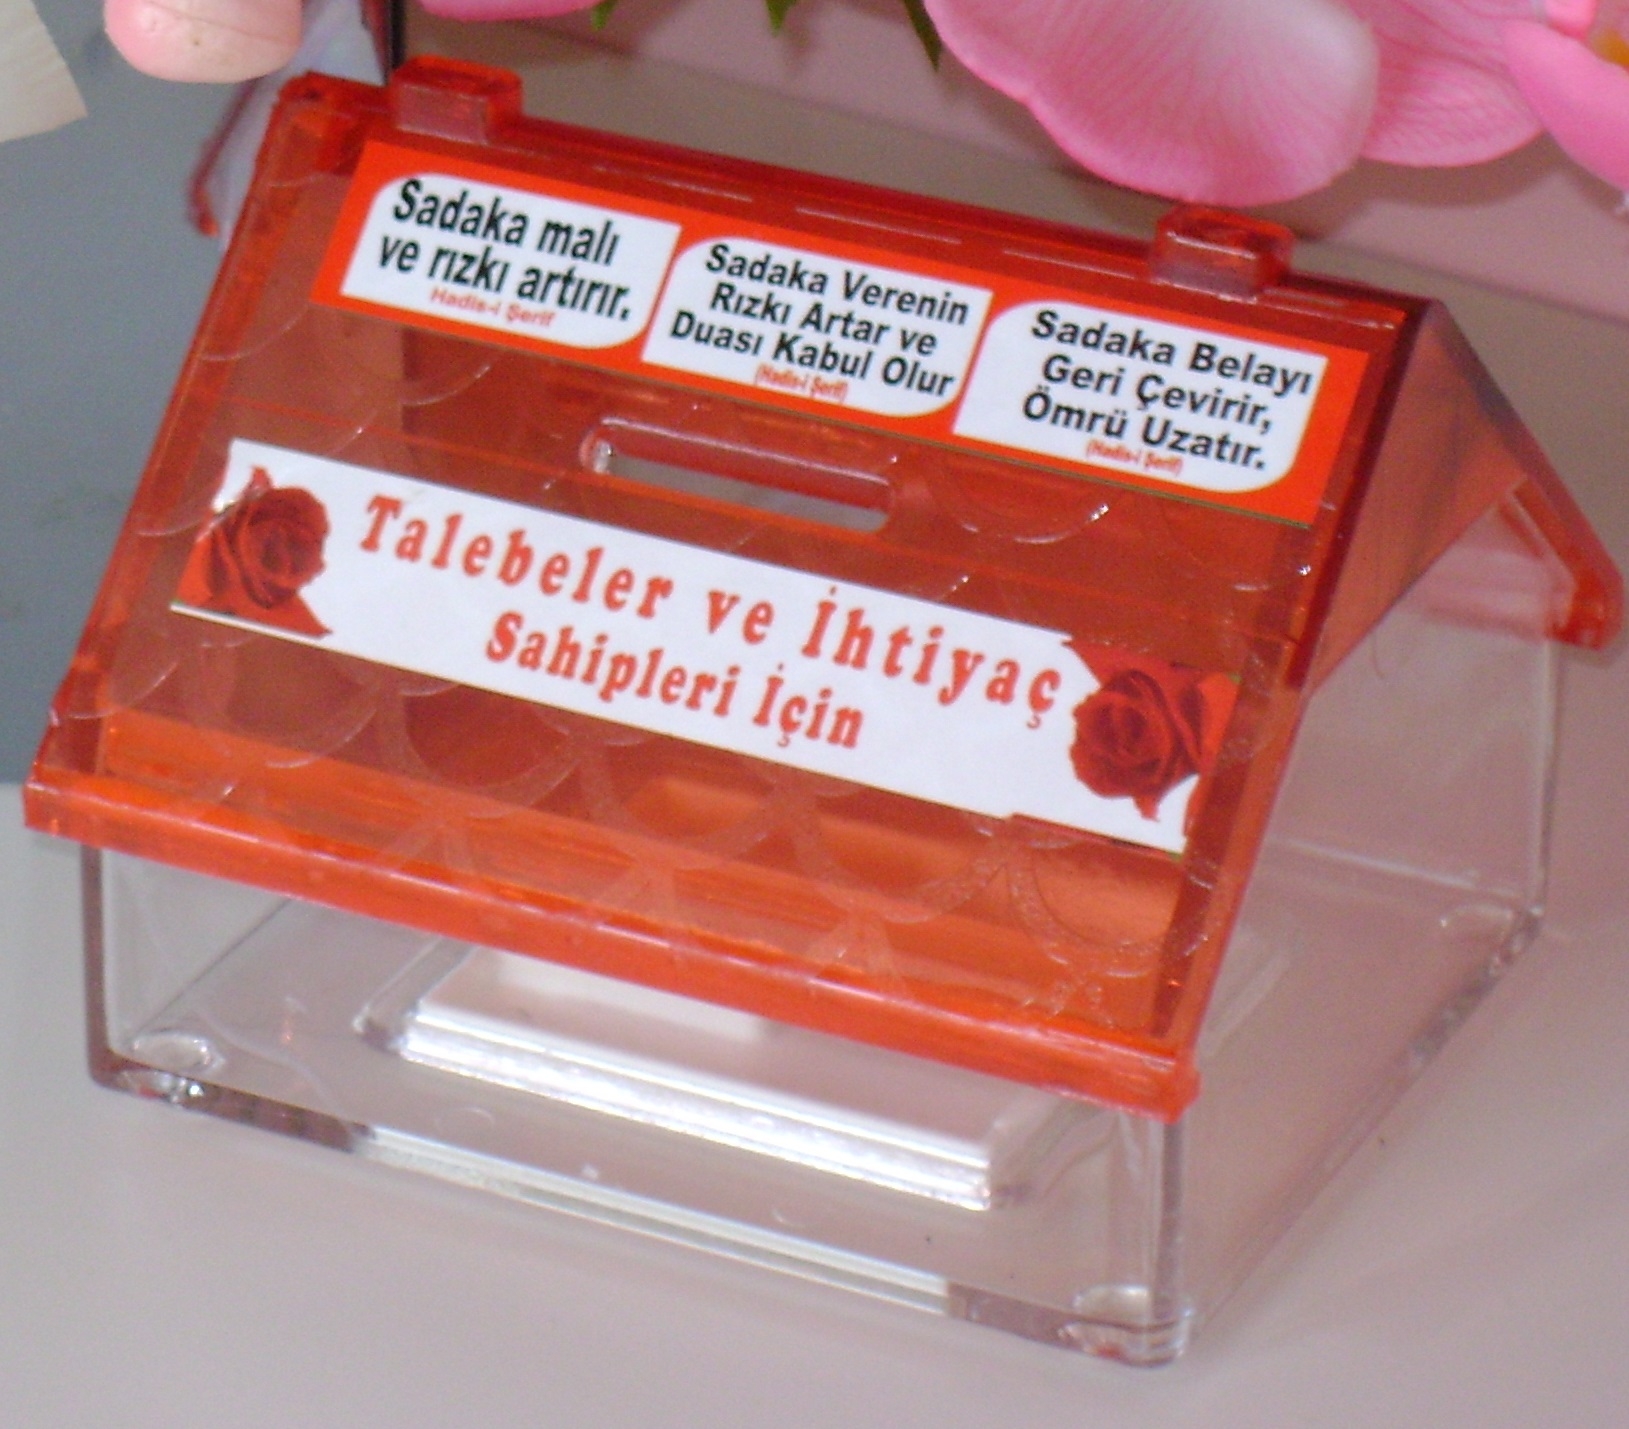 Sadaka malı
ve rızkı artırır.
Hadis-i Şerif
Sadaka Verenin
Rızkı Artar ve
Duası Kabul Olur
(Hadis-i Şerif)
Sadaka Belayı
Geri Çevirir,
Ömrü Uzatır.
(Hadis-i Şerif)
Talebeler ve İhtiyaç
Sahipleri İçin